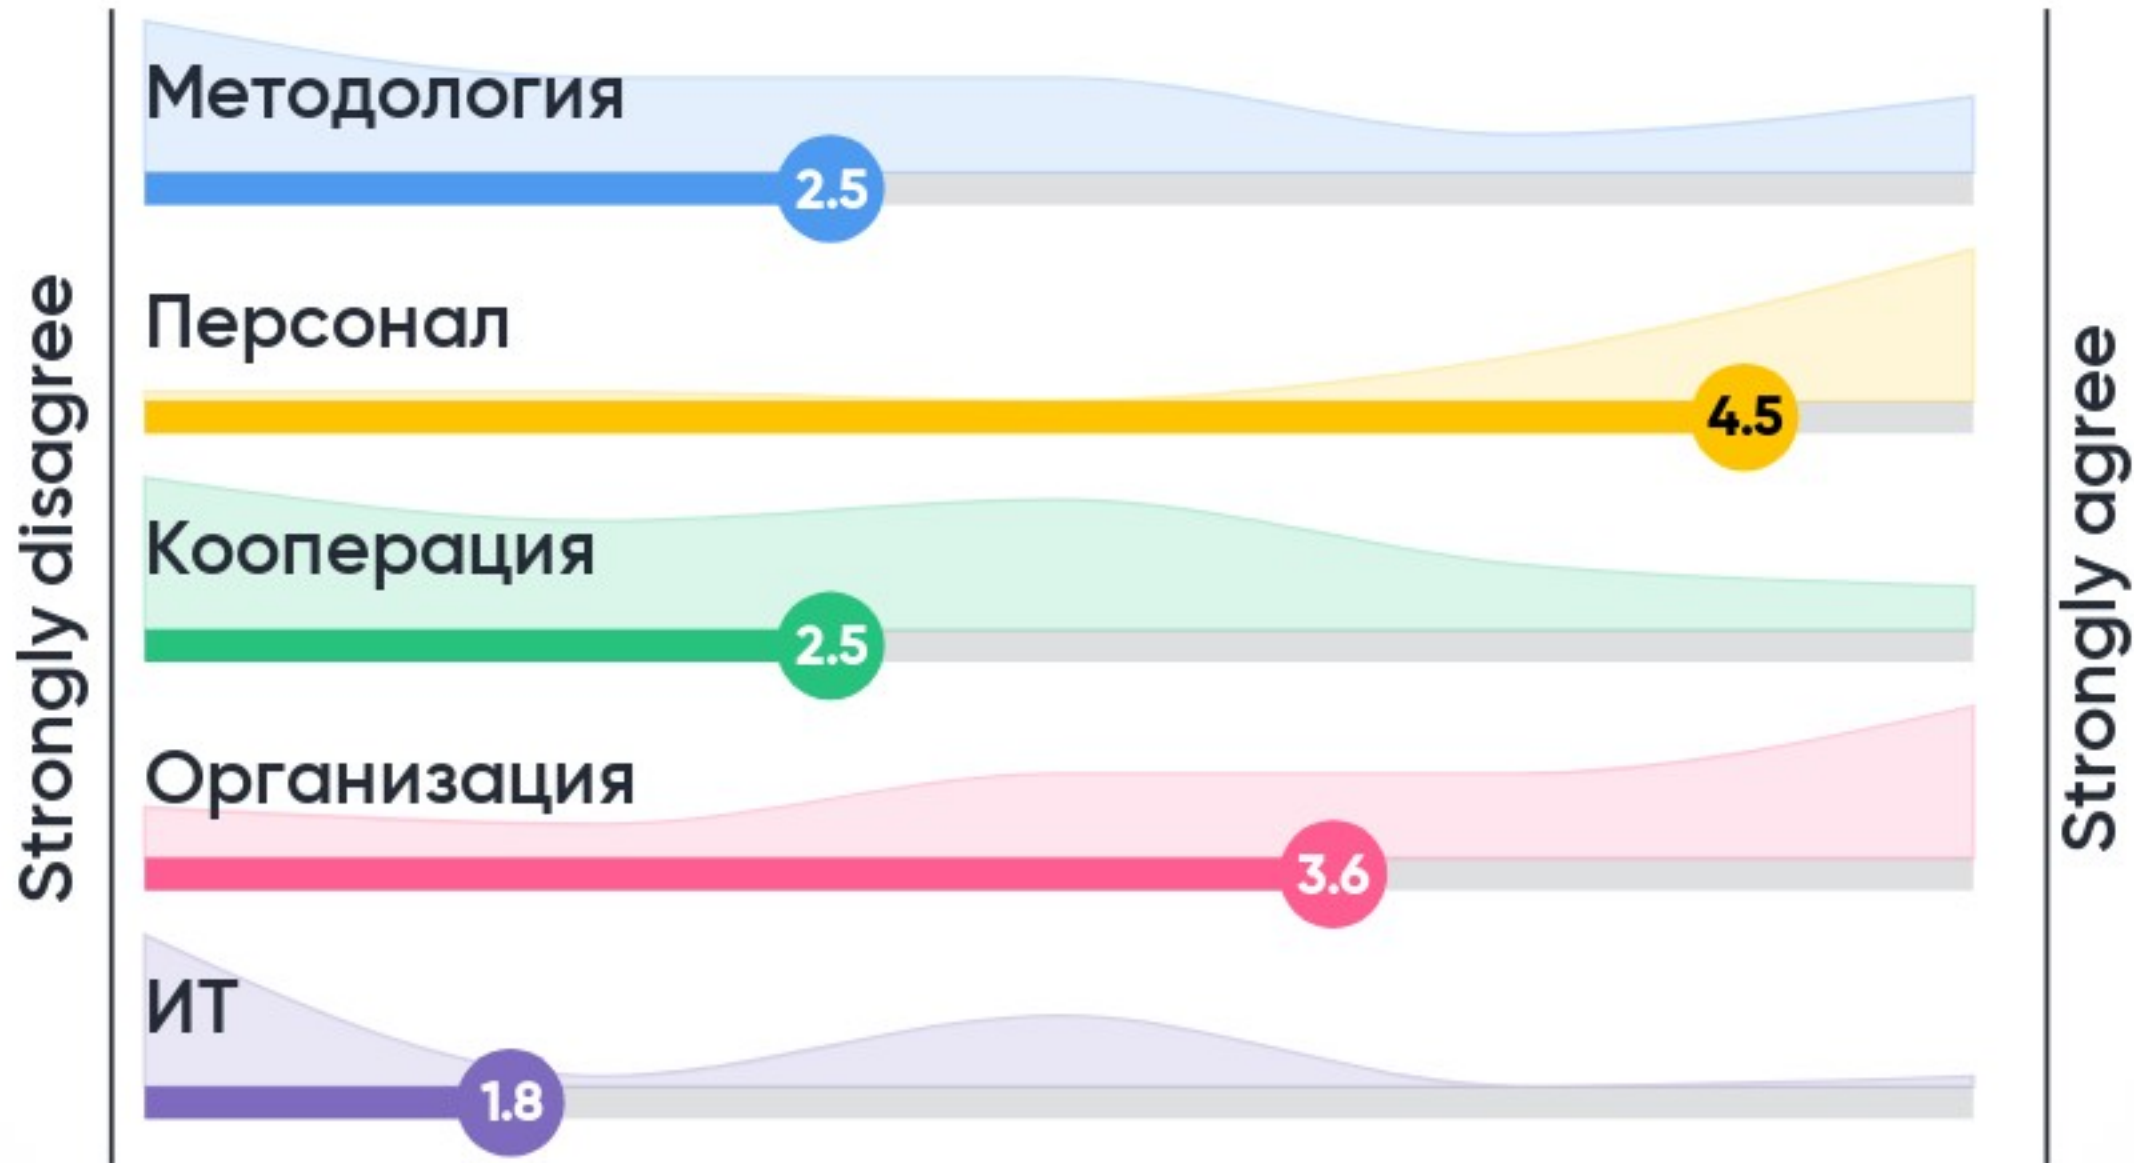 Strongly disagree
Методология
2.5
Персонал
4.5
Кооперация
2.5
Организация
3.6
ИТ
1.8
Strongly agree